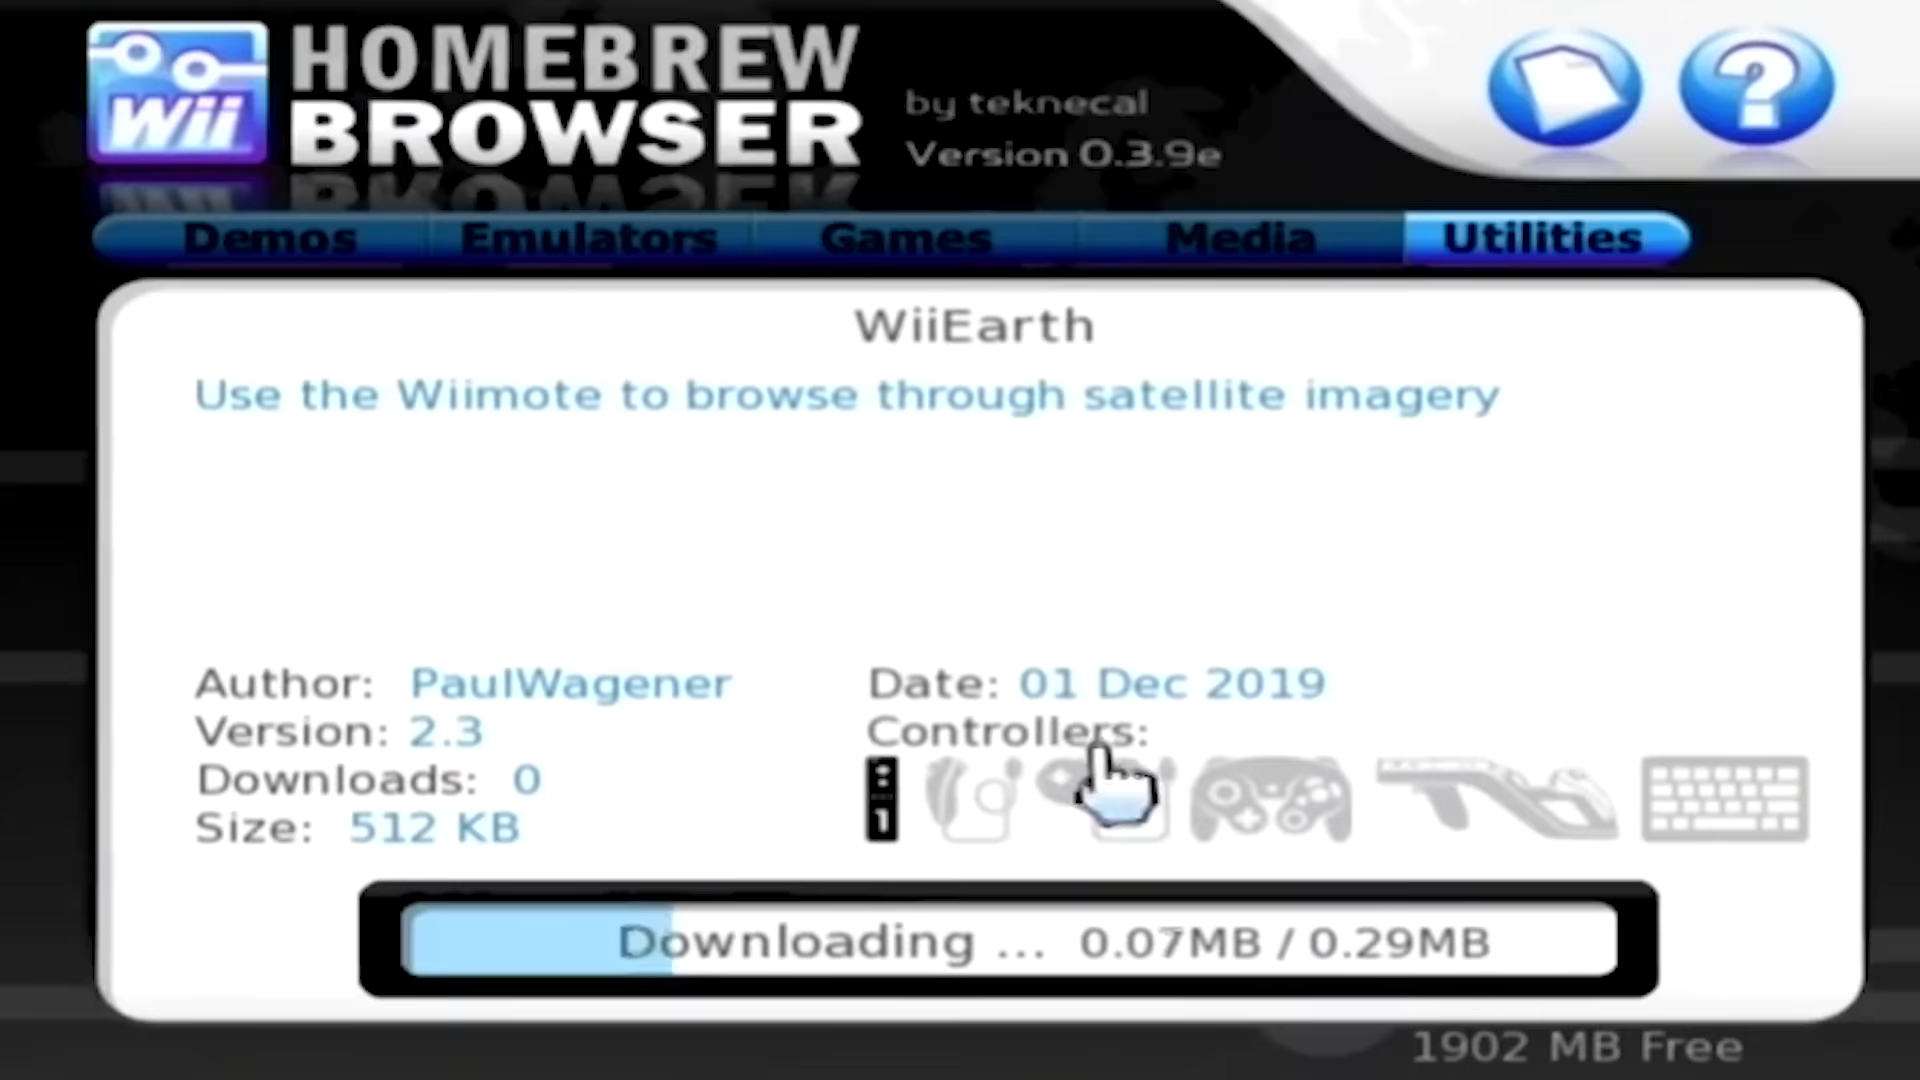 Wii
HOMEBREW
BROWSER
by teknecal
Version 0.3.9e
Demos Emulators Games Media Utilities
WiiEarth
Use the Wiimote to browse through satellite imagery
Author: PaulWagener
Date: 01 Dec 2019
Version: 2.3
Controllers:
Downloads: 0
Size: 512 KB
1
Downloading ... 0.07MB / 0.29MB
1902 MB Free